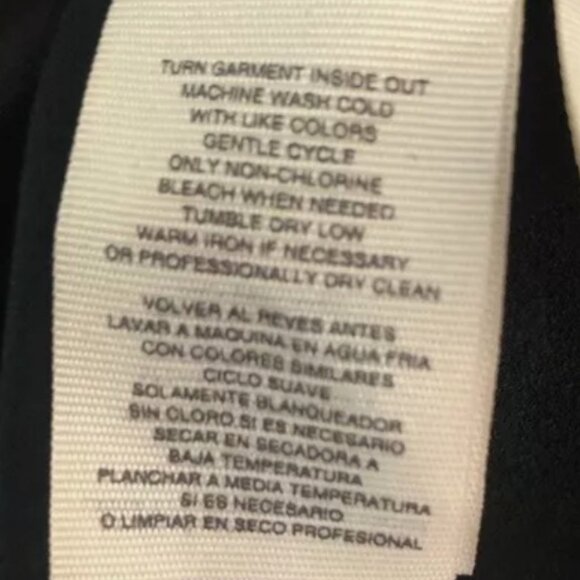 TURN GARMENT INSIDE OUT
MACHINE WASH COLD
WITH LIKE COLORS
GENTLE CYCLE
ONLY NON-CHLORINE
BLEACH WHEN NEEDED
TUMBLE DRY LOW
WARM IRON IF NECESSARY
OR PROFESSIONALLY DRY CLEAN
VOLVER AL REVES ANTES
LAVAR A MAQUINA EN AGUA FRIA
CON COLORES SIMILARES
CICLO SUAVE
SOLAMENTE BLANQUEADOR
SIN CLORO SI ES NECESARIO
SECAR EN SECADORA A
BAJA TEMPERATURA
PLANCHAR A MEDIA TEMPERATURA
SI ES NECESARIO
O LIMPIAR EN SECO PROFESIONAL